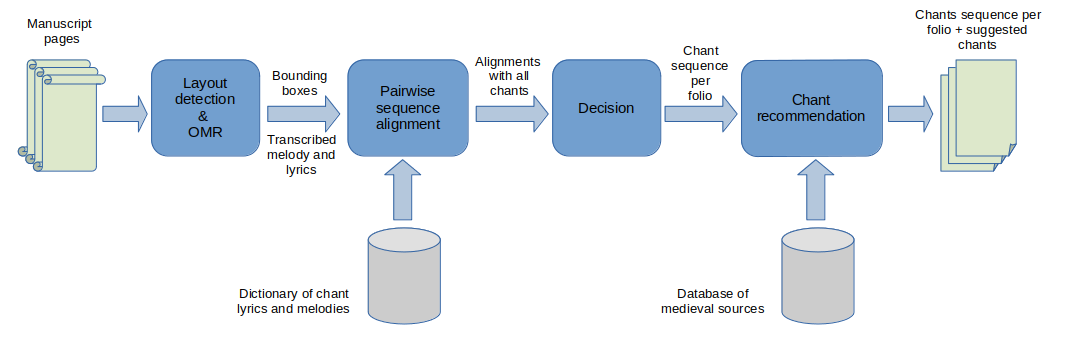 Manuscript
pages
Layout
detection
&
OMR
Bounding
boxes
Transcribed
melody and
lyrics
Pairwise
sequence
alignment
Alignments
with all
chants
Decision
Chant
sequence
per
folio
Chant
recommendation
Chants sequence per
folio + suggested
chants
Dictionary of chant
lyrics and melodies
Database of
medieval sources